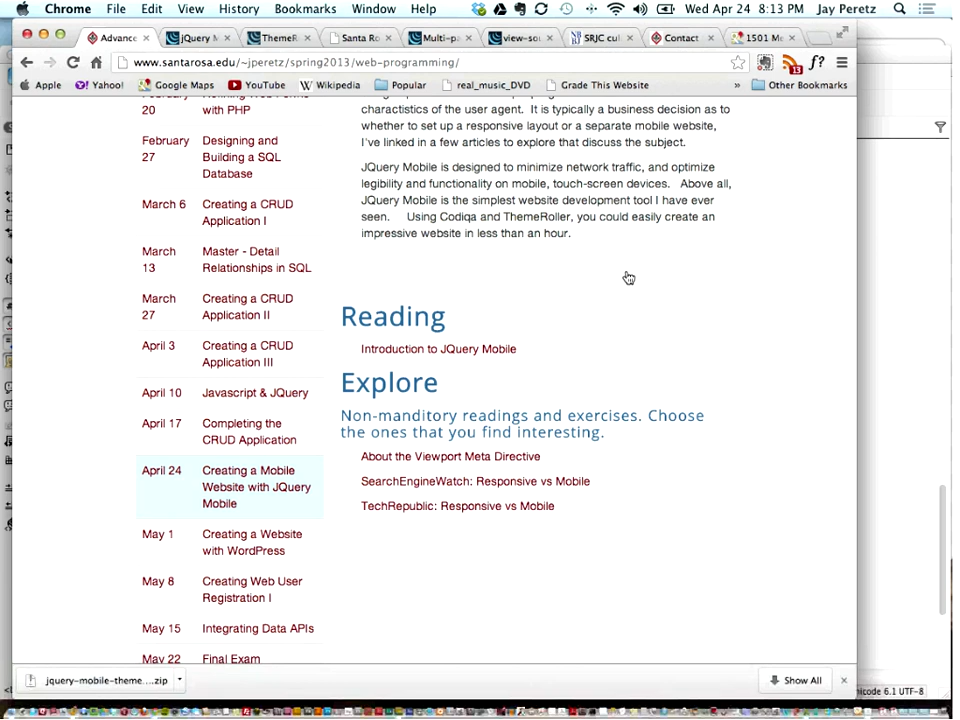 Chrome File Edit View History Bookmarks Window Help Wed Apr 24 8:13 PM Jay Peretz
Advance jQuery M ThemeR Santa Ro Multi-pa view-sou SRJC cul Contact 1501 Me
www.santarosa.edu/~jperetz/spring2013/web-programming/
13 f?
Apple Yahoo! Google Maps YouTube Wikipedia Popular real_music_DVD Grade This Website » Other Bookmarks
20 with PHP
February 27 Designing and Building a SQL Database
March 6 Creating a CRUD Application I
March 13 Master - Detail Relationships in SQL
March 27 Creating a CRUD Application II
April 3 Creating a CRUD Application III
April 10 Javascript & JQuery
April 17 Completing the CRUD Application
April 24 Creating a Mobile Website with JQuery Mobile
May 1 Creating a Website with WordPress
May 8 Creating Web User Registration I
May 15 Integrating Data APIs
May 22 Final Exam
charactistics of the user agent. It is typically a business decision as to
whether to set up a responsive layout or a separate mobile website,
I've linked in a few articles to explore that discuss the subject.
JQuery Mobile is designed to minimize network traffic, and optimize
legibility and functionality on mobile, touch-screen devices. Above all,
JQuery Mobile is the simplest website development tool I have ever
seen. Using Codiqa and ThemeRoller, you could easily create an
impressive website in less than an hour.
Reading
Introduction to JQuery Mobile
Explore
Non-manditory readings and exercises. Choose
the ones that you find interesting.
About the Viewport Meta Directive
SearchEngineWatch: Responsive vs Mobile
TechRepublic: Responsive vs Mobile
jquery-mobile-theme....zip
Show All
nicode 6.1 UTF-8